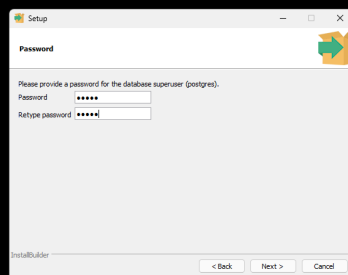 Setup
Password
Please provide a password for the database superuser (postgres).
Password •••••
Retype password •••••
InstallBuilder
< Back Next > Cancel